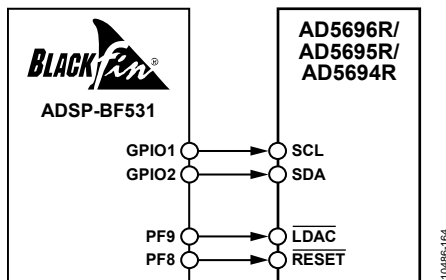 BLACKfin®
ADSP-BF531
GPIO1
GPIO2
PF9
PF8
AD5696R/
AD5695R/
AD5694R
SCL
SDA
LDAC
RESET
10486-164